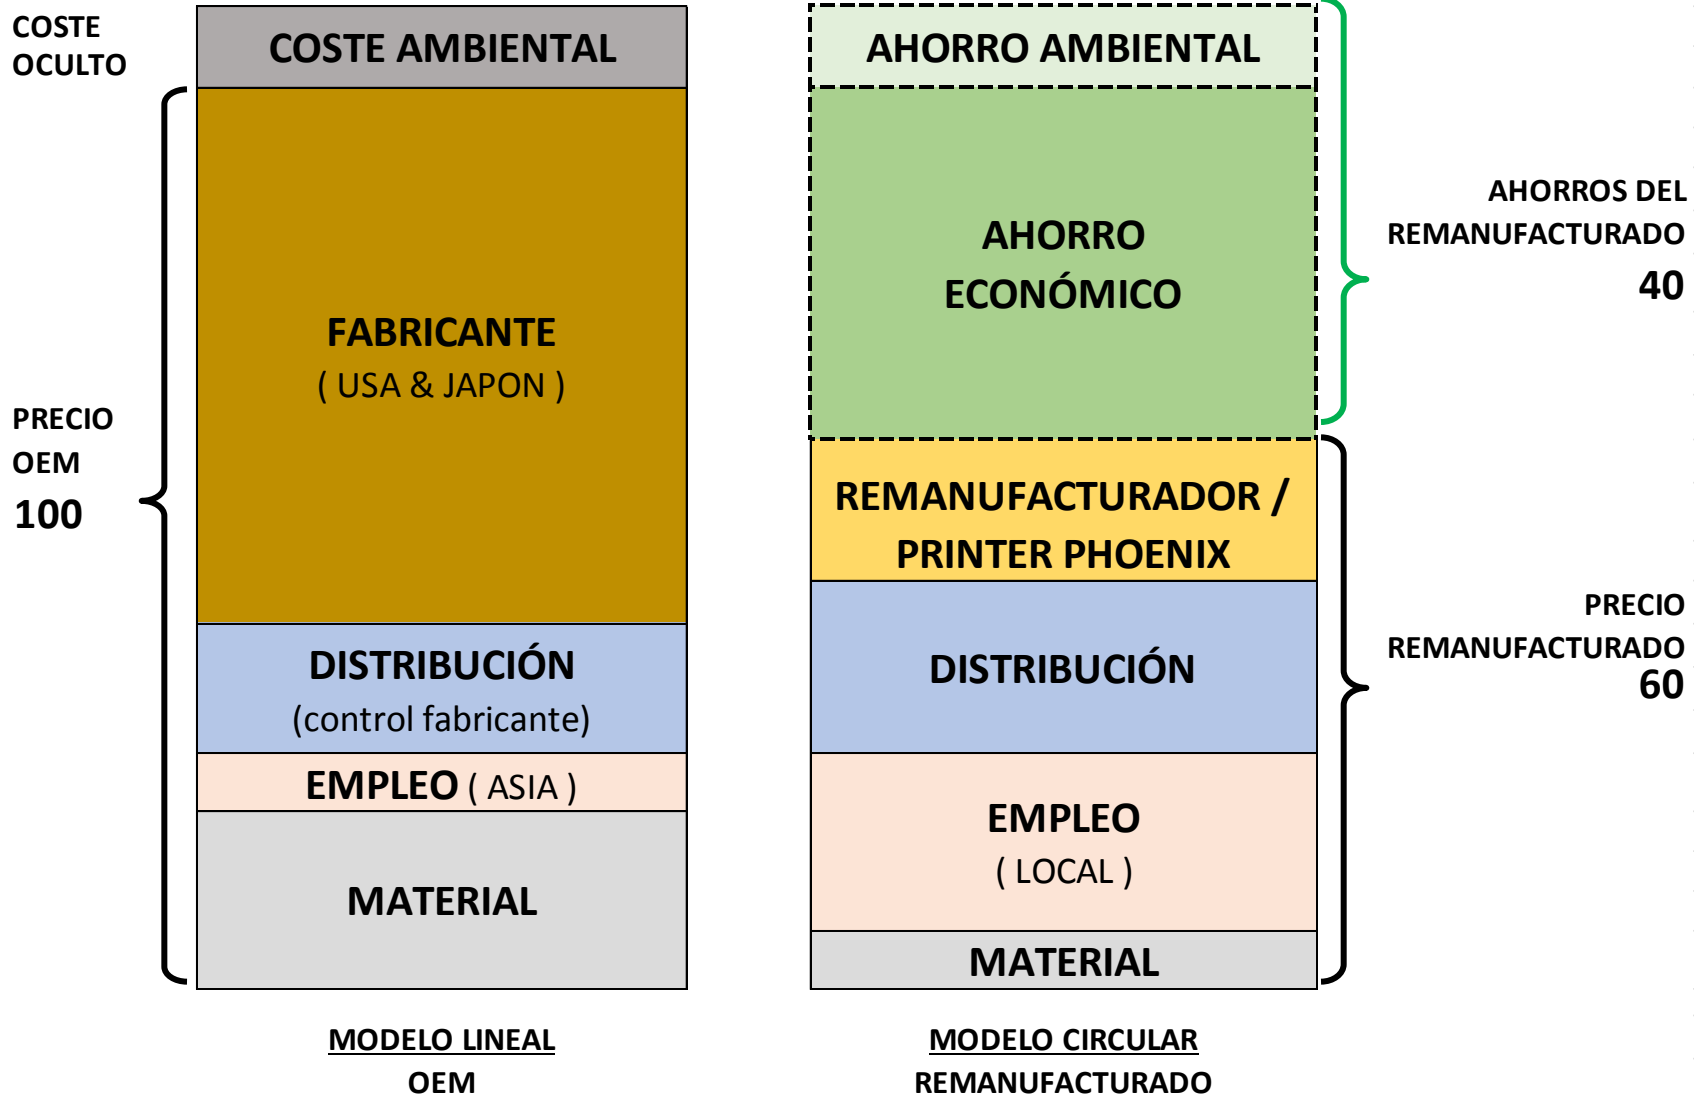 COSTE
OCULTO
PRECIO
OEM
100
COSTE AMBIENTAL
FABRICANTE
( USA & JAPON )
DISTRIBUCIÓN
(control fabricante)
EMPLEO ( ASIA )
MATERIAL
MODELO LINEAL
OEM
AHORRO AMBIENTAL
AHORRO
ECONÓMICO
REMANUFACTURADOR /
PRINTER PHOENIX
DISTRIBUCIÓN
EMPLEO
( LOCAL )
MATERIAL
MODELO CIRCULAR
REMANUFACTURADO
AHORROS DEL
REMANUFACTURADO
40
PRECIO
REMANUFACTURADO
60